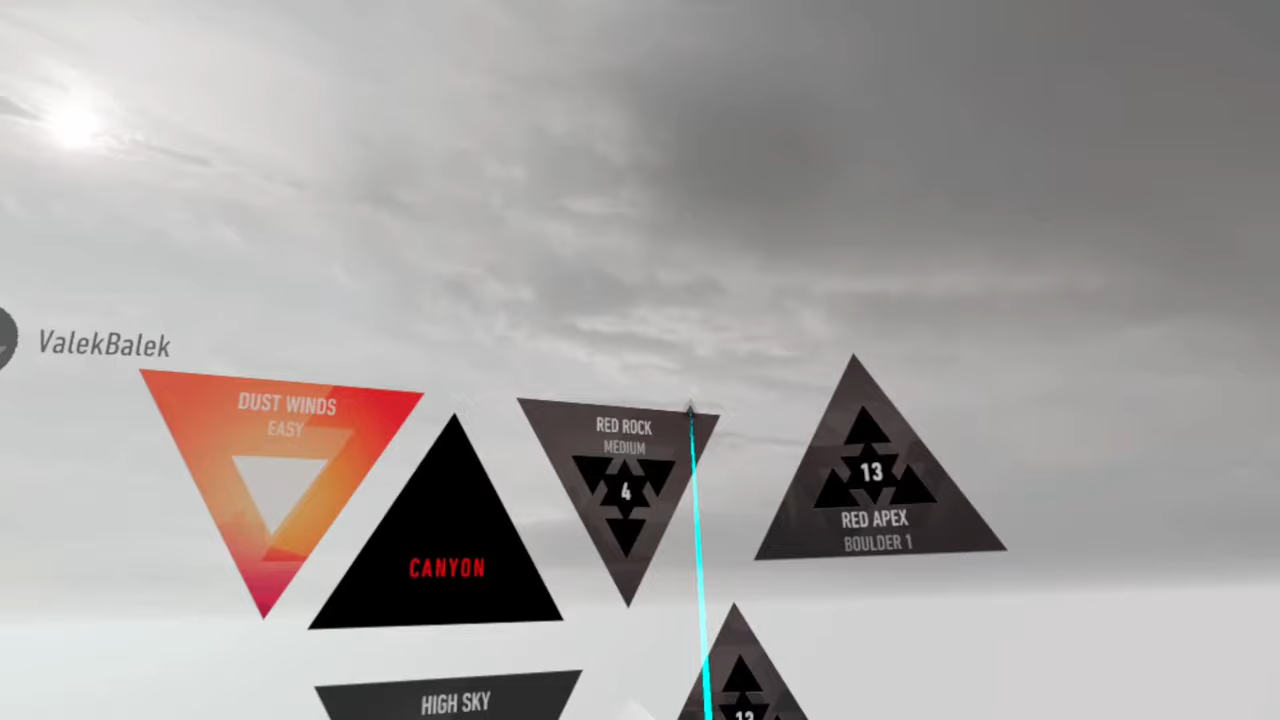 ValekBalek
DUST WINDS
EASY
CANYON
RED ROCK
MEDIUM
4
13
RED APEX
BOULDER 1
HIGH SKY